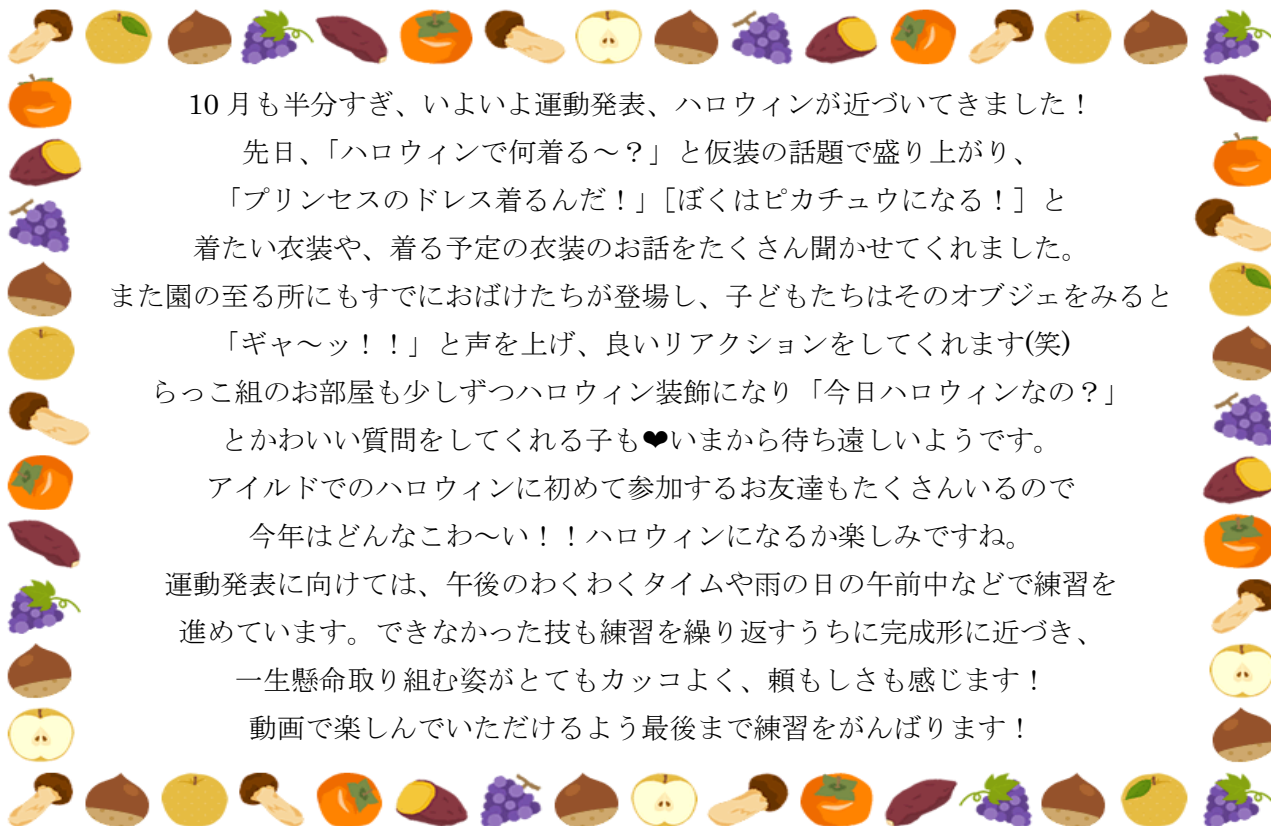 10月も半分すぎ、いよいよ運動発表、ハロウィンが近づいてきました！
先日、「ハロウィンで何着る～？」と仮装の話題で盛り上がり、
「プリンセスのドレス着るんだ！」［ぼくはピカチュウになる！］と
着たい衣装や、着る予定の衣装のお話をたくさん聞かせてくれました。
また園の至る所にもすでにおばけたちが登場し、子どもたちはそのオブジェをみると
「ギャ～ッ！！」と声を上げ、良いリアクションをしてくれます(笑)
らっこ組のお部屋も少しずつハロウィン装飾になり「今日ハロウィンなの？」
とかわいい質問をしてくれる子も❤いまから待ち遠しいようです。
アイルドでのハロウィンに初めて参加するお友達もたくさんいるので
今年はどんなこわ～い！！ハロウィンになるか楽しみですね。
運動発表に向けては、午後のわくわくタイムや雨の日の午前中などで練習を
進めています。できなかった技も練習を繰り返すうちに完成形に近づき、
一生懸命取り組む姿がとてもカッコよく、頼もしさも感じます！
動画で楽しんでいただけるよう最後まで練習をがんばります！